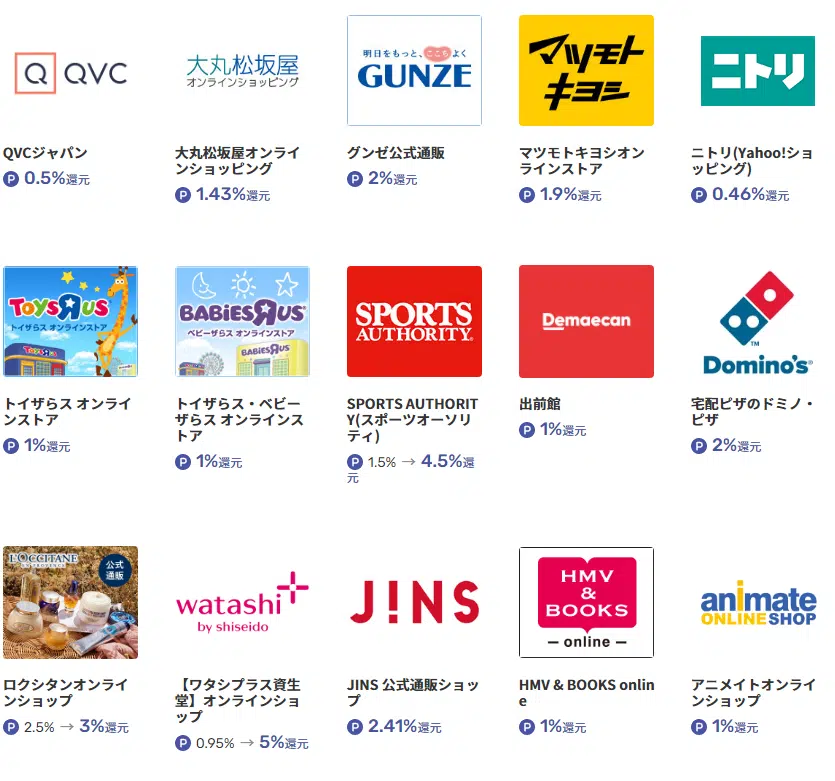 QVC
大丸松坂屋
オンラインショッピング
明日をもっと、ここちよく
GUNZE
マツモト
キヨシ
ニトリ
QVCジャパン
P 0.5%還元
大丸松坂屋オンライ
ンショッピング
P 1.43%還元
グンゼ公式通販
P 2%還元
マツモトキヨシオン
ラインストア
P 1.9%還元
ニトリ(Yahoo!ショ
ッピング)
P 0.46%還元
ToysЯus
トイザらス オンラインストア
BABIESЯUS
ベビーザらス オンラインストア
BABIESЯUS
SPORTS
AUTHORITY
Demaecan
Domino's
トイザらス オンライ
ンストア
P 1%還元
トイザらス・ベビー
ザらス オンラインス
トア
P 1%還元
SPORTS AUTHORIT
Y(スポーツオーソリ
ティ)
P 1.5% → 4.5%還
元
出前館
P 1%還元
宅配ピザのドミノ・
ピザ
P 2%還元
L'OCCITANE
EN PROVENCE
公式
通販
watashi+
by shiseido
JINS
HMV
&
BOOKS
online
animate
ONLINE SHOP
ロクシタンオンライ
ンショップ
P 2.5% → 3%還元
【ワタシプラス資生
堂】オンラインショ
ップ
P 0.95% → 5%還元
JINS 公式通販ショッ
プ
P 2.41%還元
HMV & BOOKS onlin
e
P 1%還元
アニメイトオンライ
ンショップ
P 1%還元